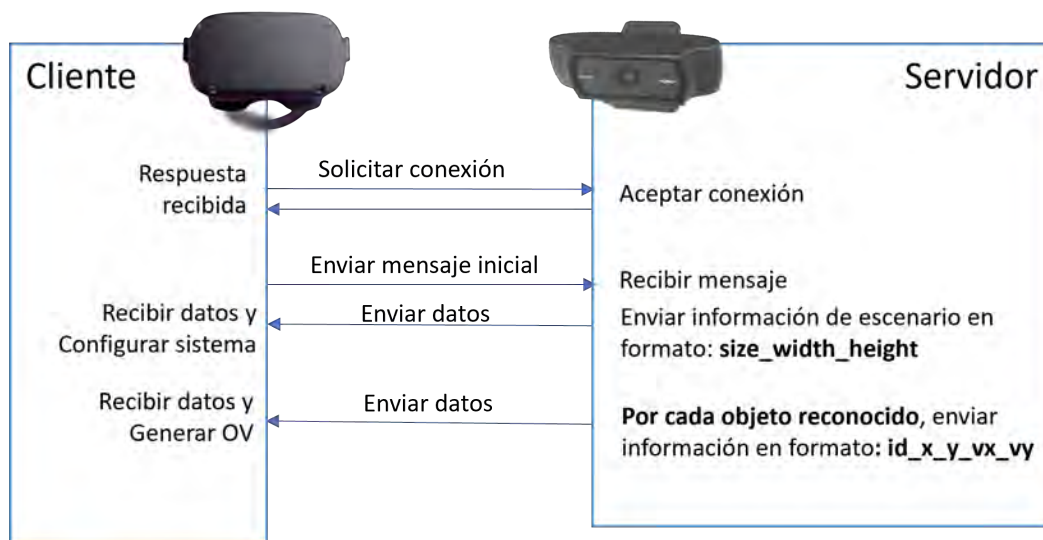 Cliente
Servidor
Respuesta
recibida
Solicitar conexión
Aceptar conexión
Enviar mensaje inicial
Recibir mensaje
Recibir datos y
Configurar sistema
Enviar datos
Enviar información de escenario en
formato: size_width_height
Recibir datos y
Generar OV
Enviar datos
Por cada objeto reconocido, enviar
información en formato: id_x_y_vx_vy